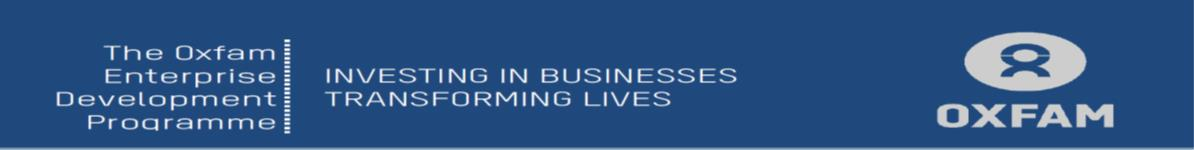 The Oxfam
Enterprise
Development
Programme
INVESTING IN BUSINESSES
TRANSFORMING LIVES
OXFAM